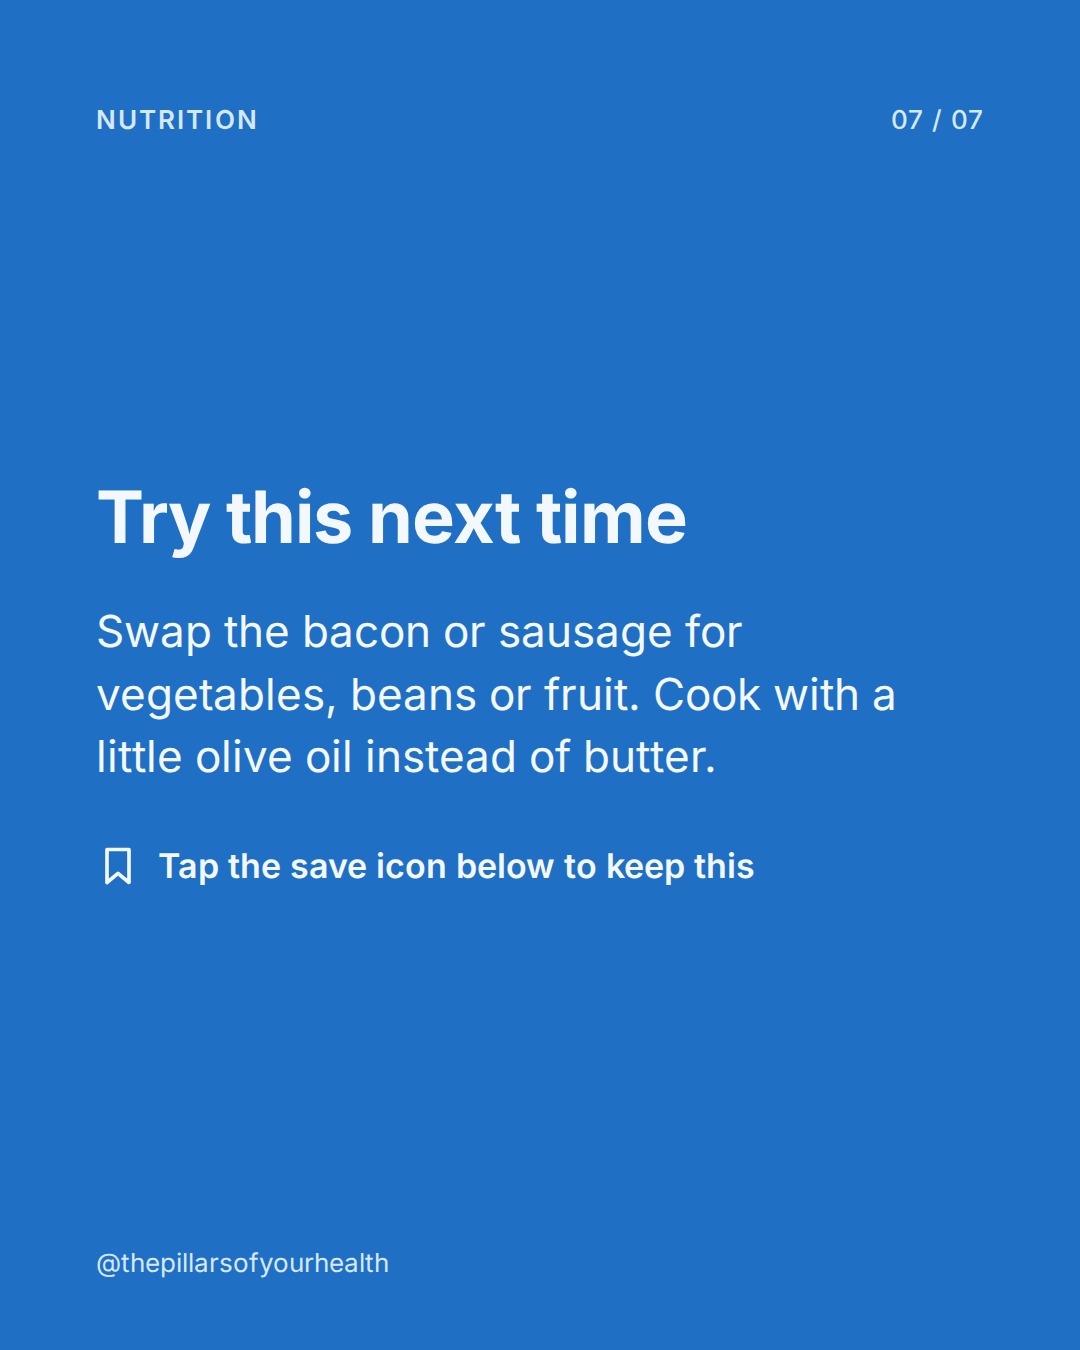 NUTRITION
07 / 07
Try this next time
Swap the bacon or sausage for
vegetables, beans or fruit. Cook with a
little olive oil instead of butter.
Tap the save icon below to keep this
@thepillarsofyourhealth